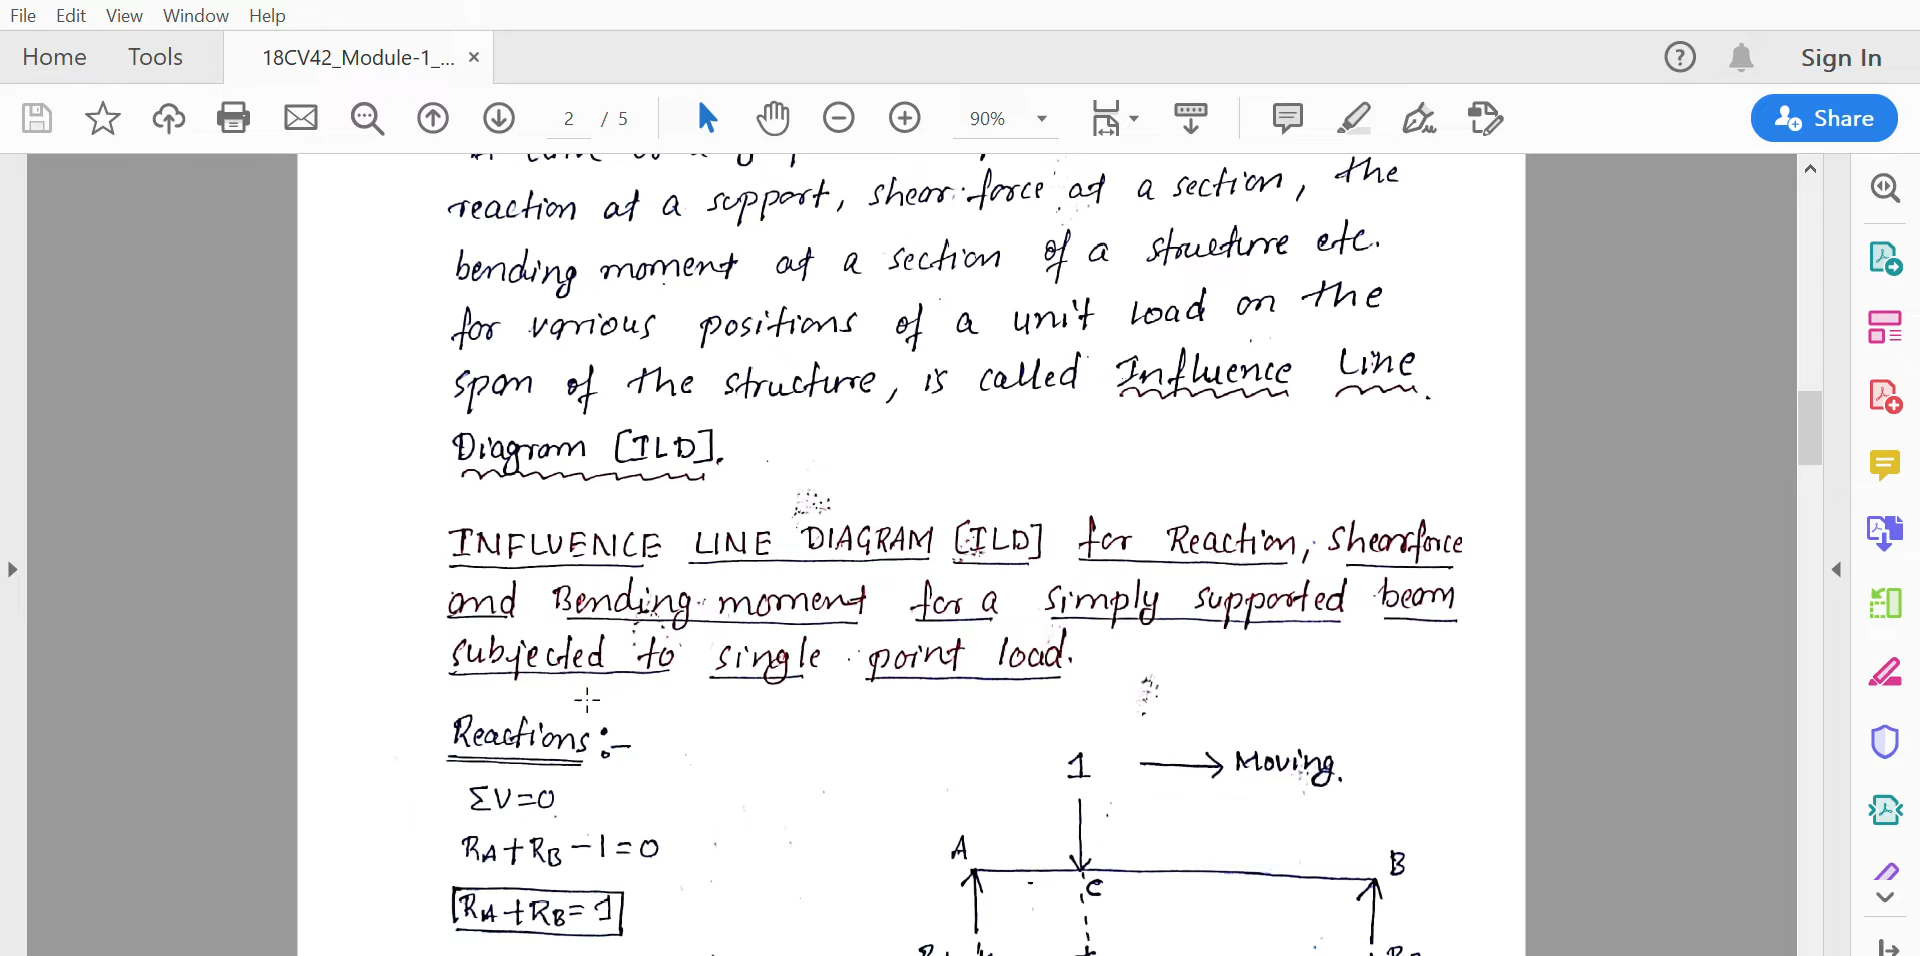 File Edit View Window Help
Home Tools 18CV42_Module-1_... × Sign In
2 / 5 90% Share
reaction at a support, shear force at a section, the
bending moment at a section of a structure etc.
for various positions of a unit load on the
span of the structure, is called Influence Line
Diagram [ILD].
INFLUENCE LINE DIAGRAM [ILD] for Reaction, Shearforce
and Bending moment for a simply supported beam
subjected to single point load.
Reactions :-
ΣV=0
RA+RB-1=0
RA+RB=1
1 → Moving.
A
B
C